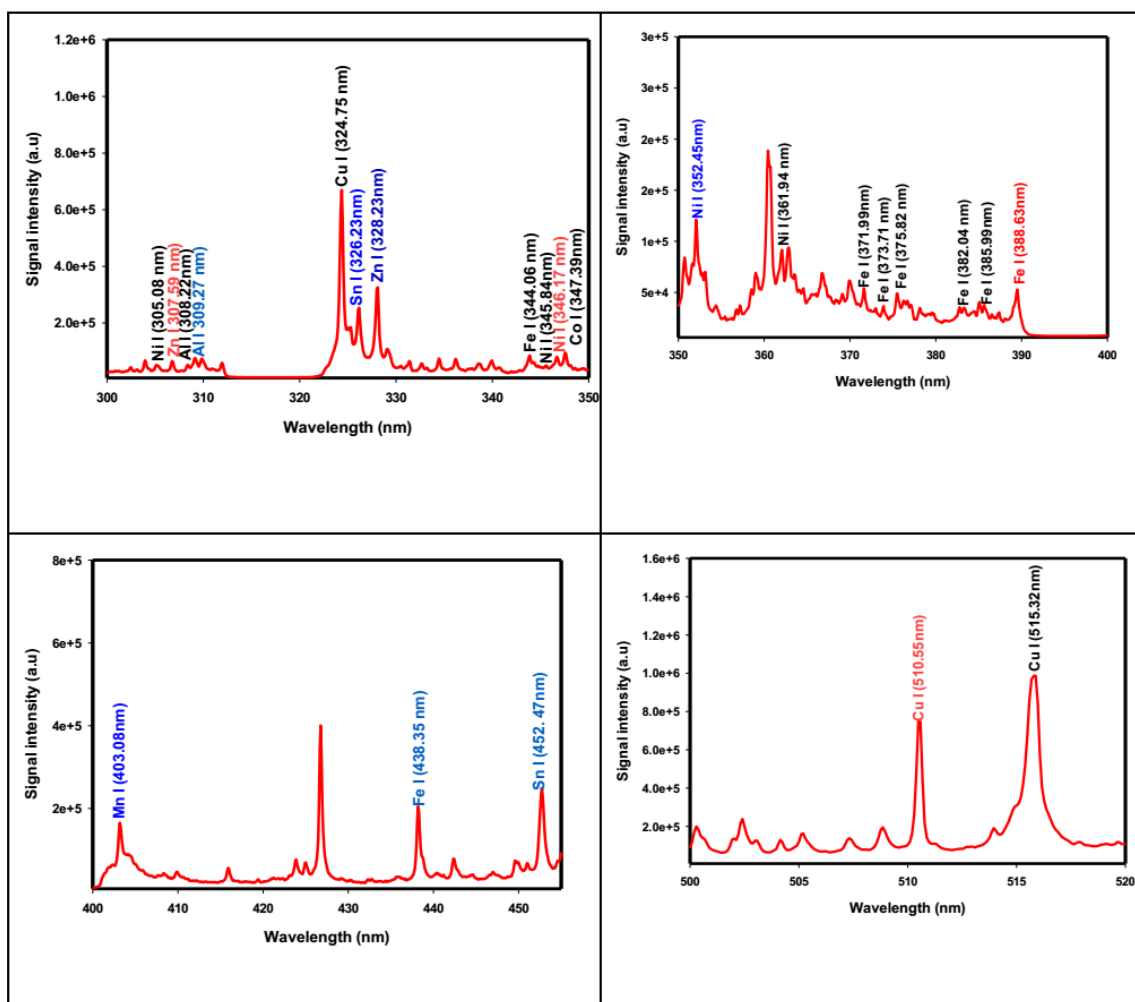 1.2e+6
1.0e+6
8.0e+5
6.0e+5
4.0e+5
2.0e+5
Signal intensity (a.u)
Ni I (305.08 nm)
Zn I 307.59 nm)
Al I (308.22nm)
Al I 309.27 nm)
Cu I (324.75 nm)
Sn I (326.23nm)
Zn I (328.23nm)
Fe I (344.06 nm)
Ni I (345.84nm)
Ni I (346.17 nm)
Co I (347.39nm)
300 310 320 330 340 350
Wavelength (nm)
3e+5
3e+5
2e+5
2e+5
1e+5
5e+4
Signal intensity (a.u)
Ni I (352.45nm)
Ni I (361.94 nm)
Fe I (371.99nm)
Fe I (373.71 nm)
Fe I (375.82 nm)
Fe I (382.04 nm)
Fe I (385.99nm)
Fe I (388.63nm)
350 360 370 380 390 400
Wavelength (nm)
8e+5
6e+5
4e+5
2e+5
Signal intensity (a.u)
Mn I (403.08nm)
Fe I (438.35 nm)
Sn I (452. 47nm)
400 410 420 430 440 450
Wavelength (nm)
1.6e+6
1.4e+6
1.2e+6
1.0e+6
8.0e+5
6.0e+5
4.0e+5
2.0e+5
Signal intensity (a.u)
Cu I (510.55nm)
Cu I (515.32nm)
500 505 510 515 520
Wavelength (nm)